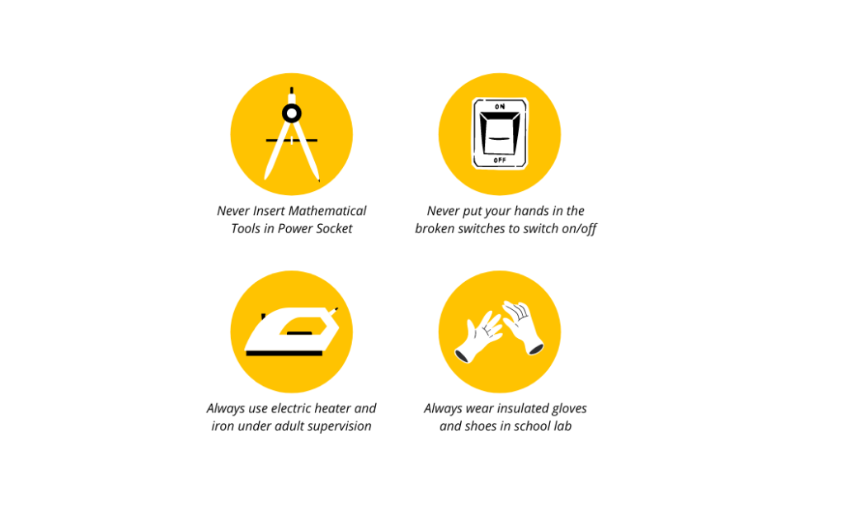 ON
OFF
Never Insert Mathematical
Tools in Power Socket
Never put your hands in the
broken switches to switch on/off
Always use electric heater and
iron under adult supervision
Always wear insulated gloves
and shoes in school lab